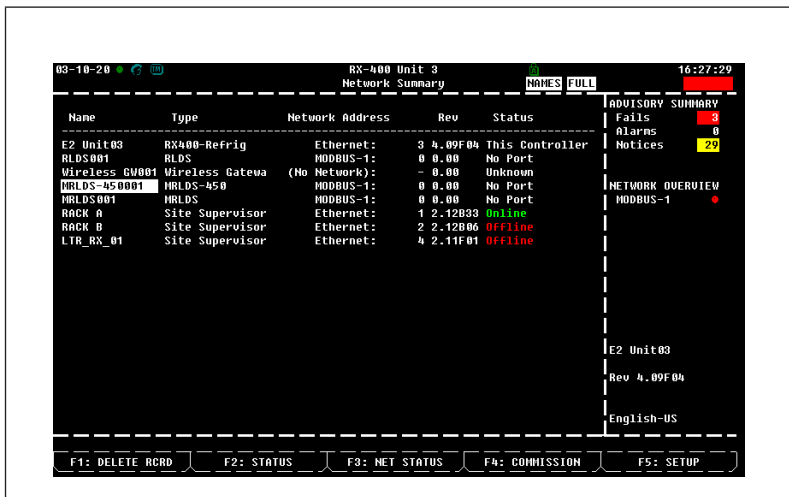 03-10-20 RX-400 Unit 3 16:27:29
Network Summary NAMES FULL
ADVISORY SUMMARY
Name Type Network Address Rev Status Fails 3
Alarms 0
E2 Unit03 RX400-Refrig Ethernet: 3 4.09F04 This Controller Notices 29
RLDS001 RLDS MODBUS-1: 0 0.00 No Port
Wireless GW001 Wireless Gatewa (No Network): - 0.00 Unknown
MRLDS-450001 MRLDS-450 MODBUS-1: 0 0.00 No Port NETWORK OVERVIEW
MRLDS001 MRLDS MODBUS-1: 0 0.00 No Port MODBUS-1
RACK A Site Supervisor Ethernet: 1 2.12B33 Online
RACK B Site Supervisor Ethernet: 2 2.12B06 Offline
LTR_RX_01 Site Supervisor Ethernet: 4 2.11F01 Offline
E2 Unit03
Rev 4.09F04
English-US
F1: DELETE RCRD F2: STATUS F3: NET STATUS F4: COMMISSION F5: SETUP